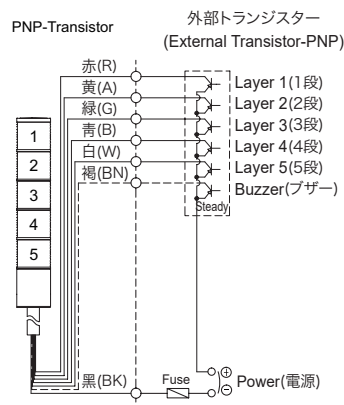 PNP-Transistor
外部トランジスター
(External Transistor-PNP)
赤(R)
黄(A)
緑(G)
青(B)
白(W)
褐(BN)
Layer 1(1段)
Layer 2(2段)
Layer 3(3段)
Layer 4(4段)
Layer 5(5段)
Buzzer(ブザー)
Steady
1
2
3
4
5
黒(BK)
Fuse
⊕
Power(電源)
⊖